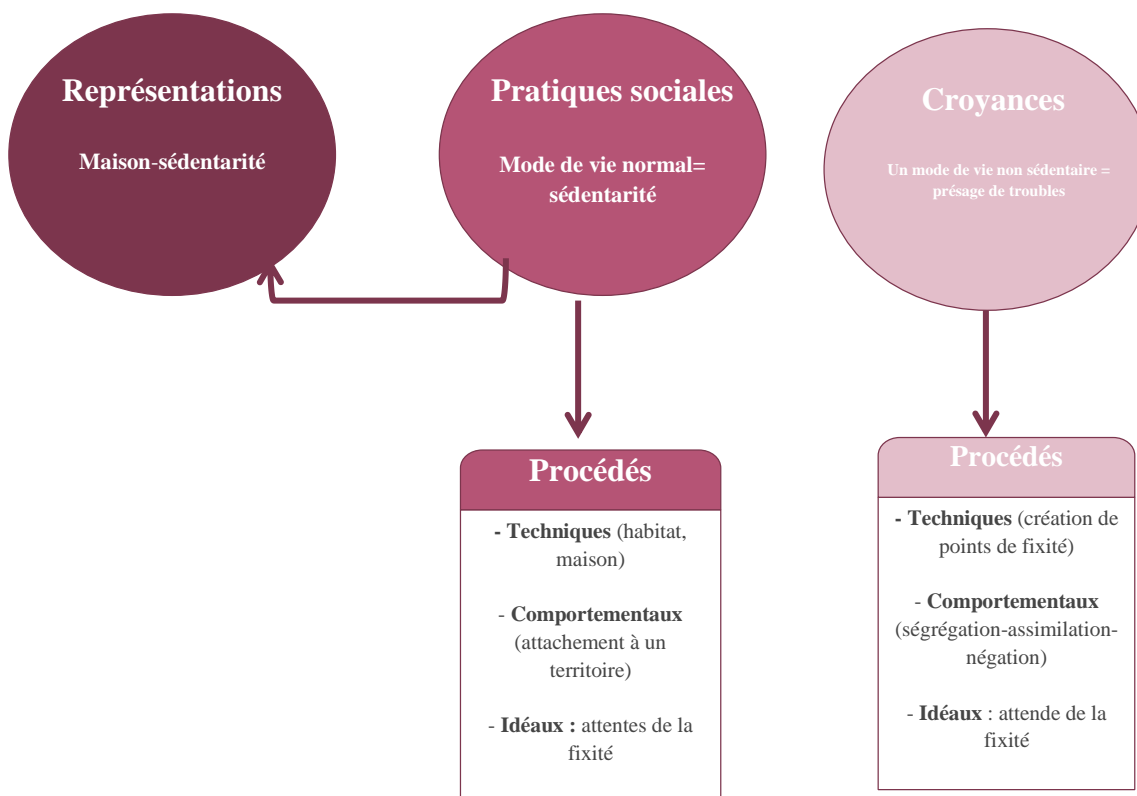 Représentations
Maison-sédentarité
Pratiques sociales
Mode de vie normal=
sédentarité
Croyances
Un mode de vie non sédentaire =
présage de troubles
Procédés
- Techniques (habitat,
maison)
- Comportementaux
(attachement à un
territoire)
- Idéaux : attentes de la
fixité
Procédés
- Techniques (création de
points de fixité)
- Comportementaux
(ségrégation-assimilation-
négation)
- Idéaux : attende de la
fixité